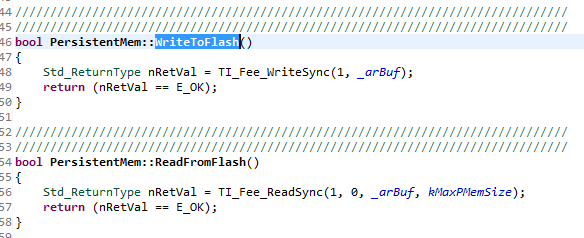 44 ///////////////////////////////////////////////////////////////////////////////
45 ///////////////////////////////////////////////////////////////////////////////
46 bool PersistentMem::WriteToFlash()
47 {
48     Std_ReturnType nRetVal = TI_Fee_WriteSync(1, _arBuf);
49     return (nRetVal == E_OK);
50 }
51
52 ///////////////////////////////////////////////////////////////////////////////
53 ///////////////////////////////////////////////////////////////////////////////
54 bool PersistentMem::ReadFromFlash()
55 {
56     Std_ReturnType nRetVal = TI_Fee_ReadSync(1, 0, _arBuf, kMaxPMemSize);
57     return (nRetVal == E_OK);
58 }
59